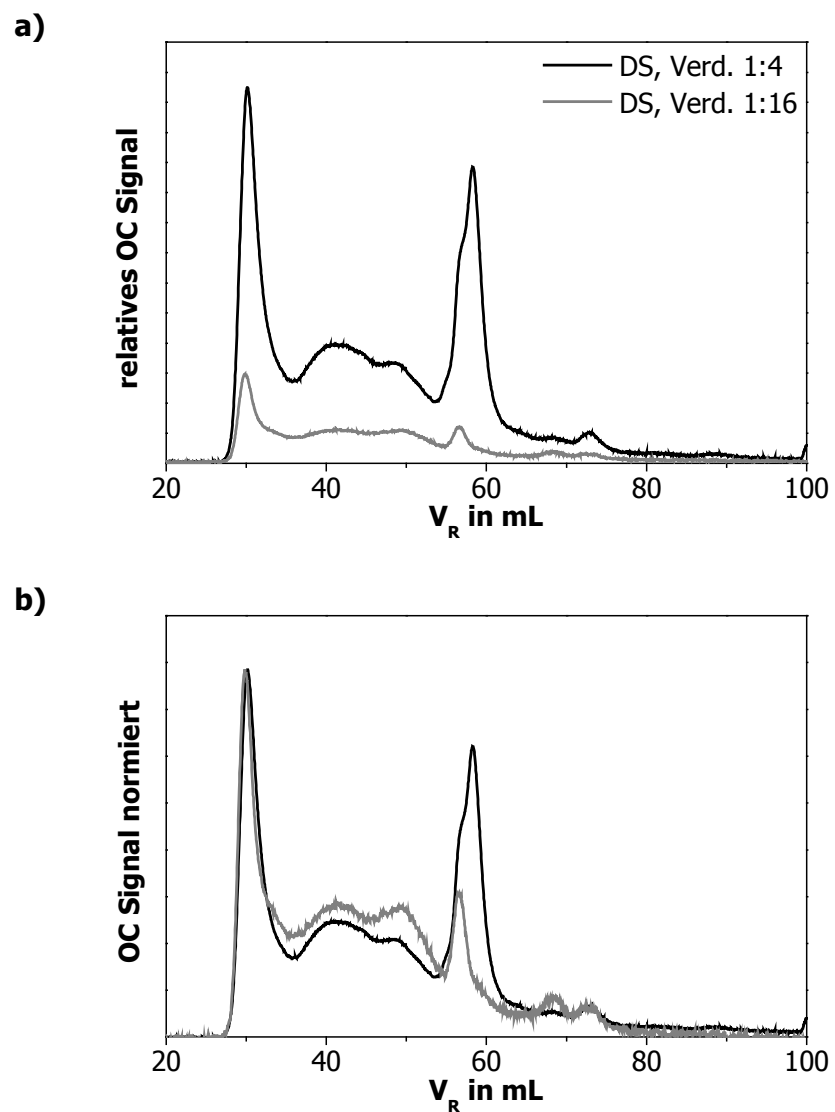 a)
DS, Verd. 1:4
DS, Verd. 1:16
relatives OC Signal
20 40 60 80 100
V_R in mL
b)
OC Signal normiert
20 40 60 80 100
V_R in mL